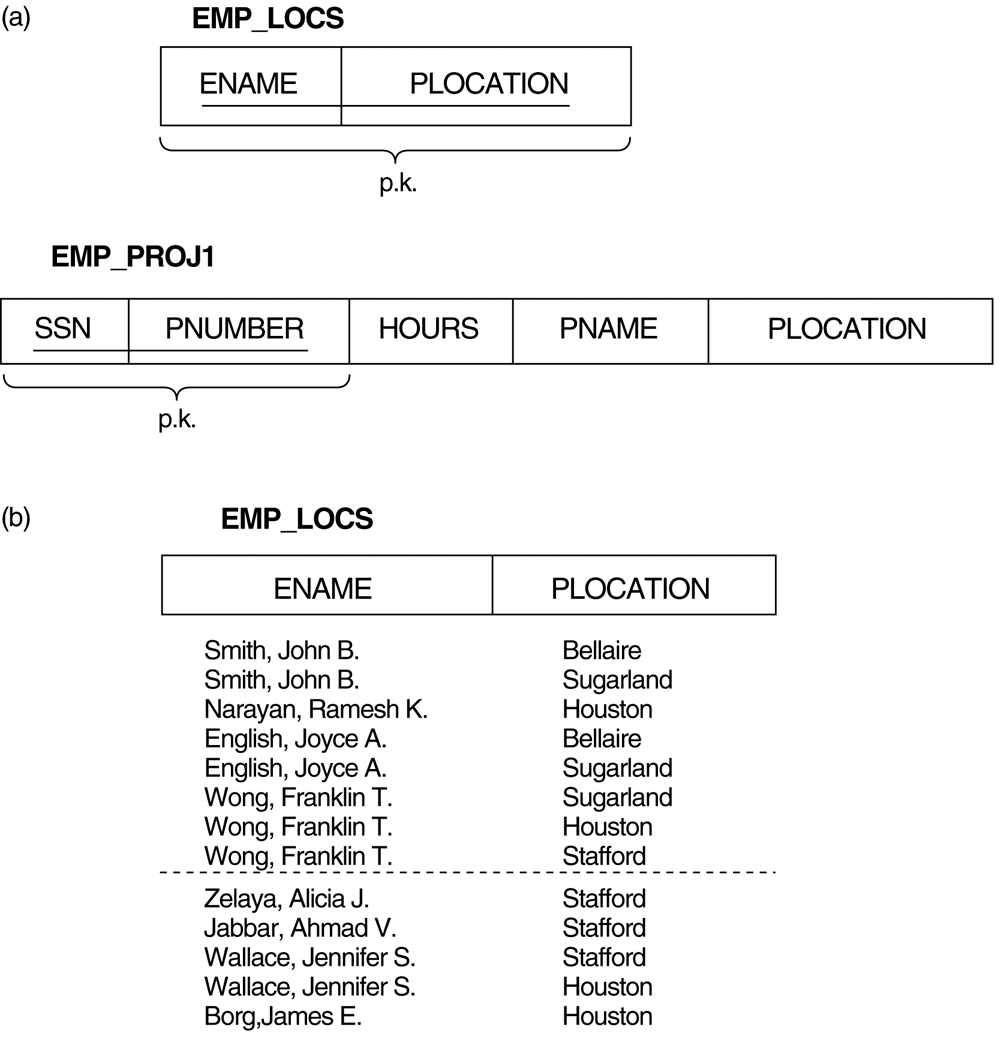 (a) EMP_LOCS
ENAME PLOCATION
p.k.
EMP_PROJ1
SSN PNUMBER HOURS PNAME PLOCATION
p.k.
(b) EMP_LOCS
ENAME PLOCATION
Smith, John B. Bellaire
Smith, John B. Sugarland
Narayan, Ramesh K. Houston
English, Joyce A. Bellaire
English, Joyce A. Sugarland
Wong, Franklin T. Sugarland
Wong, Franklin T. Houston
Wong, Franklin T. Stafford
Zelaya, Alicia J. Stafford
Jabbar, Ahmad V. Stafford
Wallace, Jennifer S. Stafford
Wallace, Jennifer S. Houston
Borg,James E. Houston